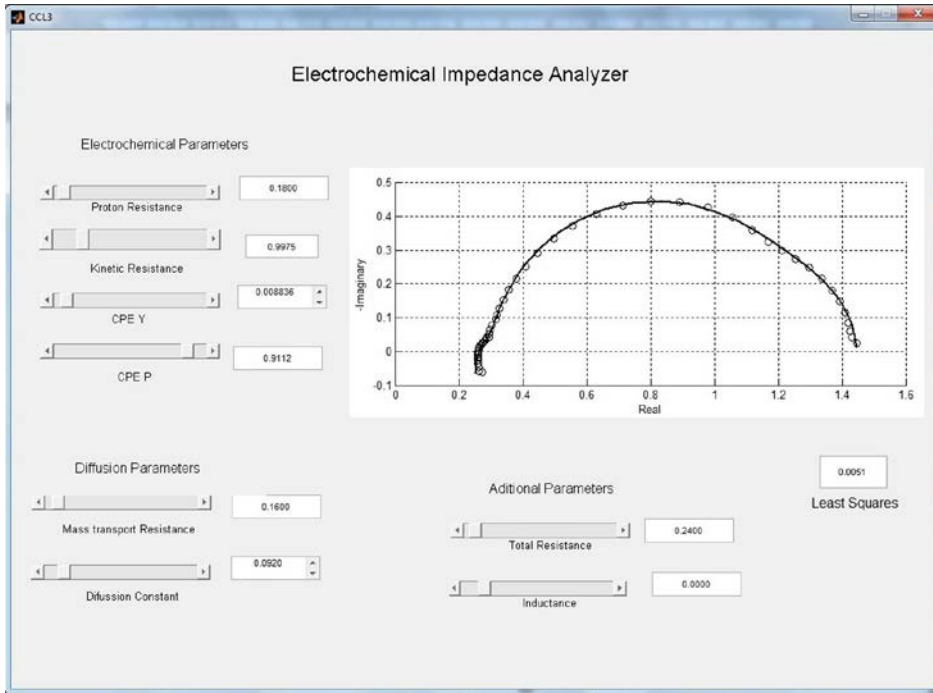 CCL3
Electrochemical Impedance Analyzer
Electrochemical Parameters
0.1800
Proton Resistance
0.9975
Kinetic Resistance
0.008836
CPE Y
0.9112
CPE P
0.5
0.4
0.3
0.2
0.1
0
-0.1
-Imaginary
0
0.2
0.4
0.6
0.8
1
1.2
1.4
1.6
Real
Diffusion Parameters
0.1600
Mass transport Resistance
0.0920
Difussion Constant
Aditional Parameters
0.2400
Total Resistance
0.0000
Inductance
0.0051
Least Squares